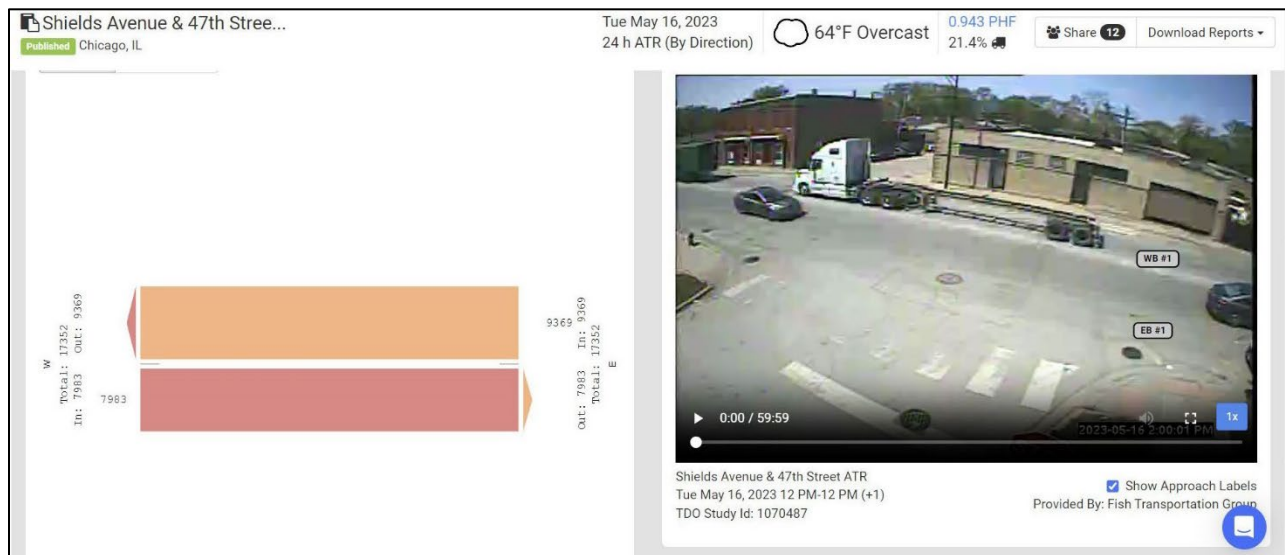 Shields Avenue & 47th Stree...
Published Chicago, IL
Tue May 16, 2023
24 h ATR (By Direction)
64°F Overcast
0.943 PHF
21.4%
Share 12
Download Reports
W
Total: 17352
In: 7983 Out: 9369
7983
9369
Out: 7983 In: 9369
Total: 17352
E
WB #1
EB #1
0:00 / 59:59
1x
2023-05-16 2:00:01 PM
Shields Avenue & 47th Street ATR
Tue May 16, 2023 12 PM-12 PM (+1)
TDO Study Id: 1070487
Show Approach Labels
Provided By: Fish Transportation Group